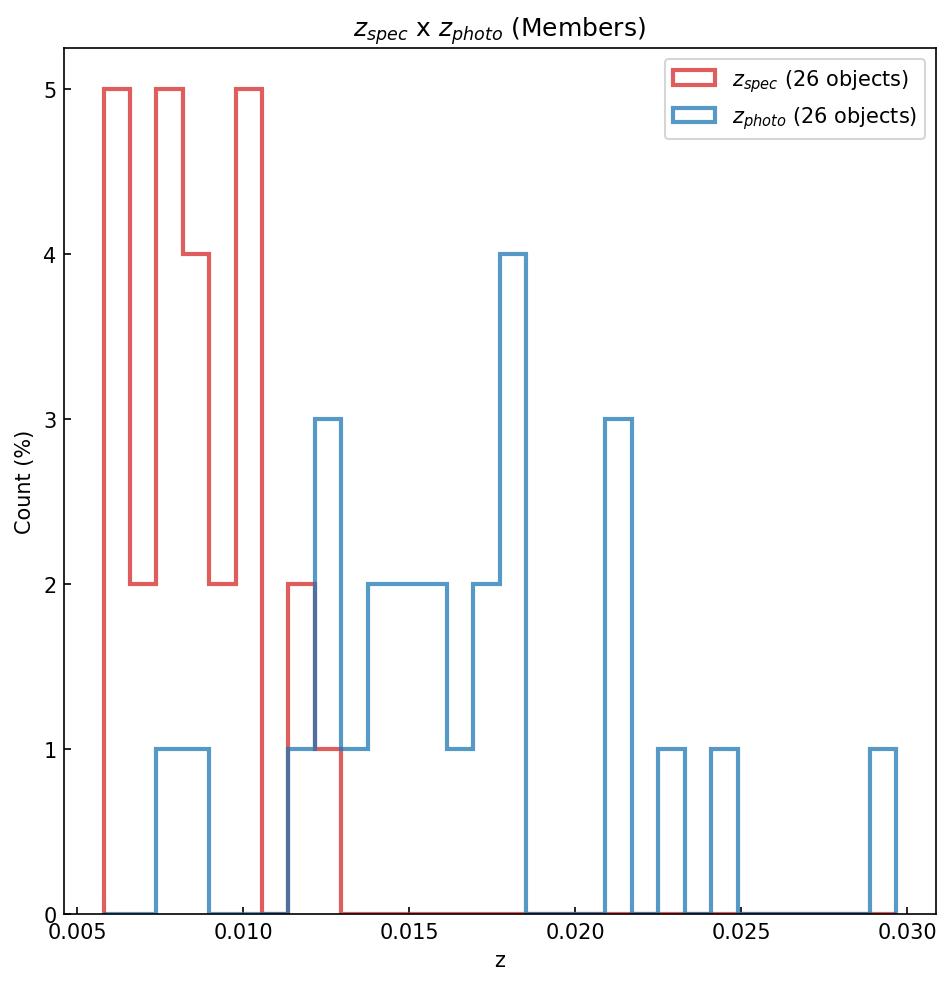 z_spec x z_photo (Members)
z_spec (26 objects)
z_photo (26 objects)
Count (%)
5
4
3
2
1
0
0.005 0.010 0.015 0.020 0.025 0.030
z